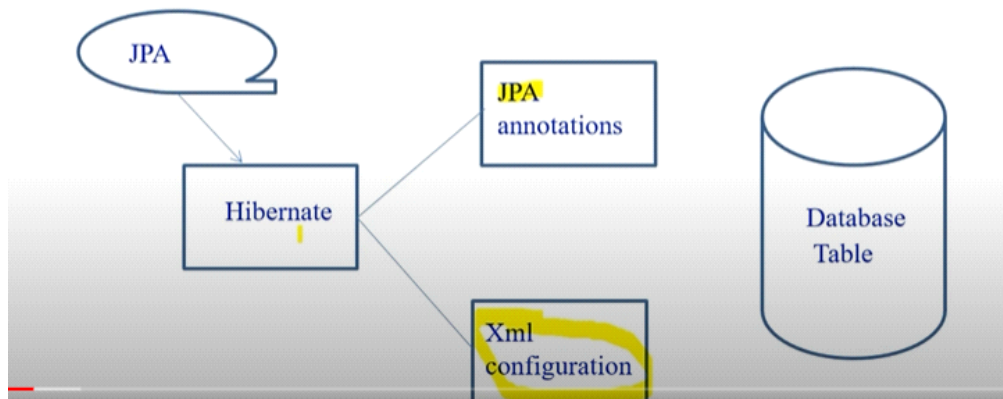 JPA
JPA
annotations
Hibernate
Database
Table
Xml
configuration